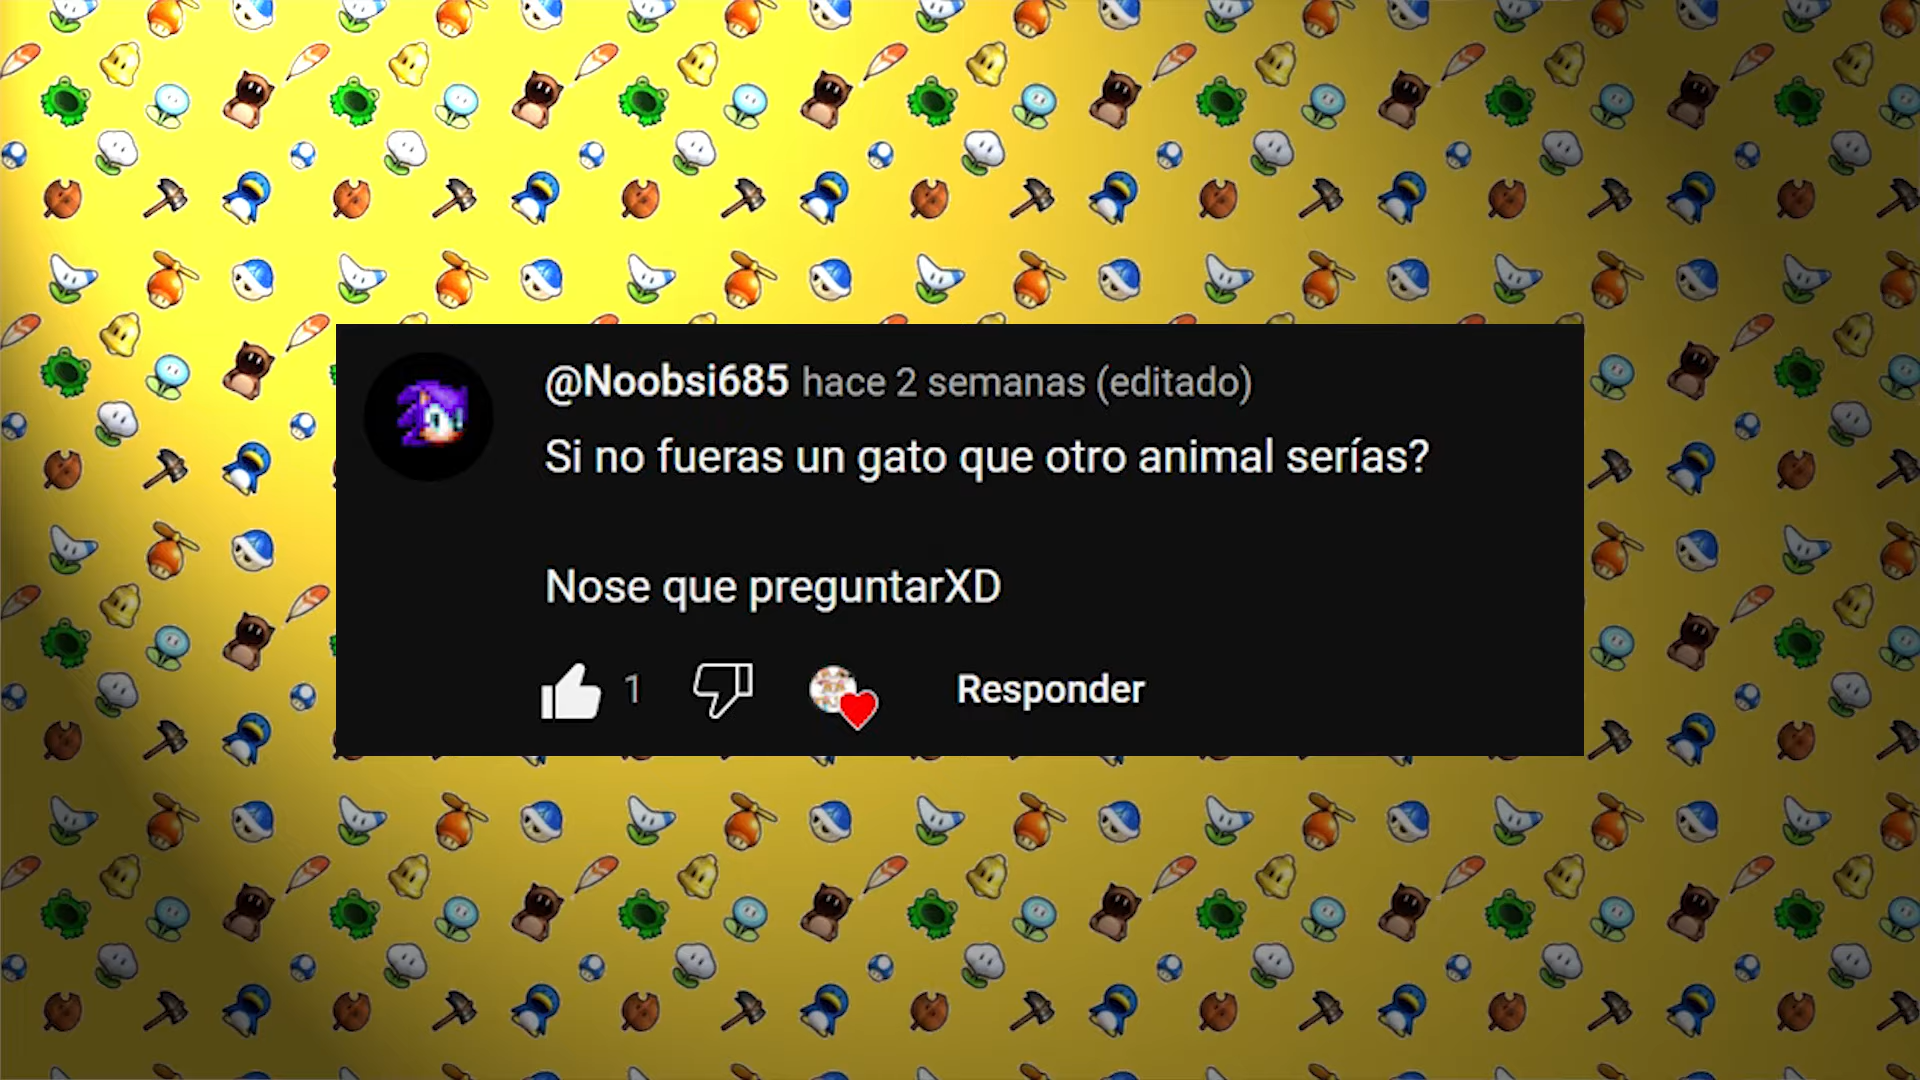 @Noobsi685 hace 2 semanas (editado)
Si no fueras un gato que otro animal serías?
Nose que preguntarXD
1
Responder